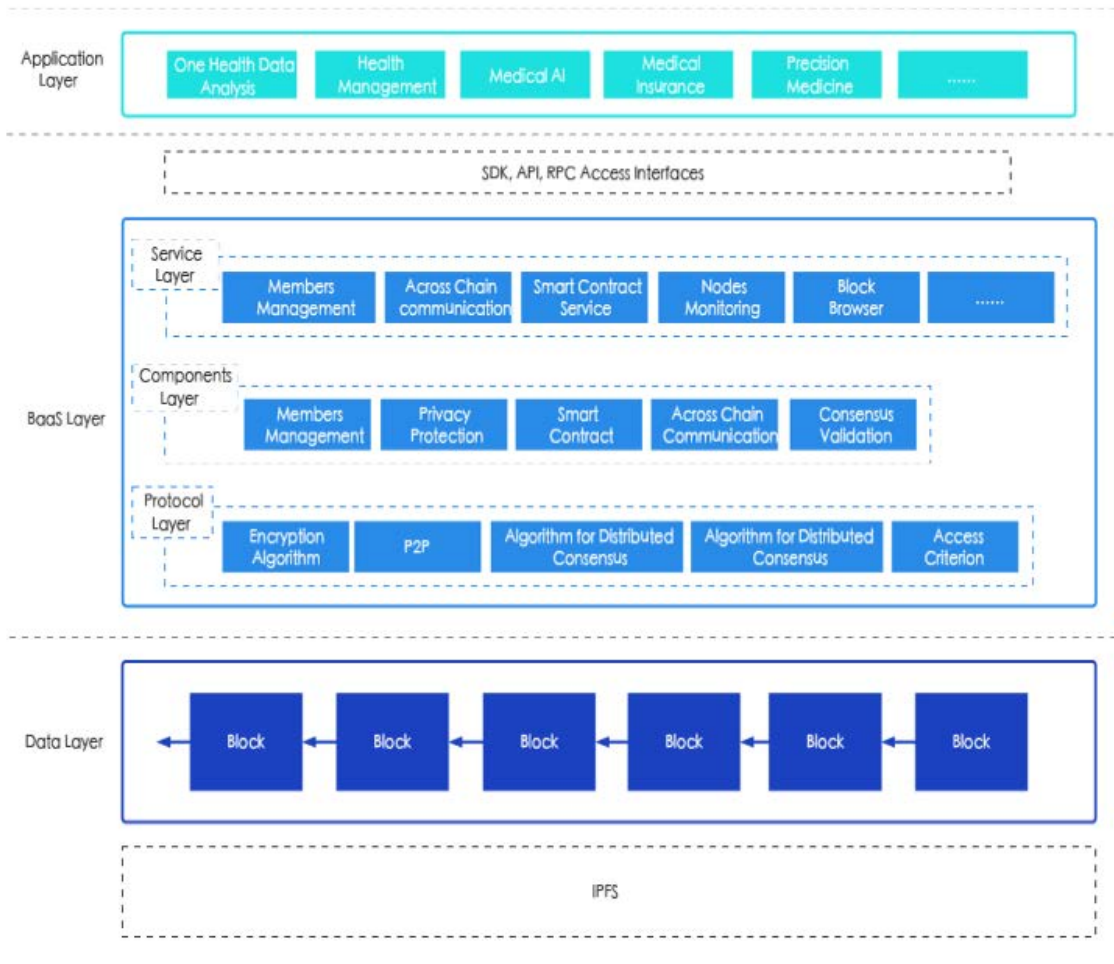 Application
Layer
One Health Data
Analysis
Health
Management
Medical AI
Medical
Insurance
Precision
Medicine
......
SDK, API, RPC Access Interfaces
BaaS Layer
Service
Layer
Members
Management
Across Chain
communication
Smart Contract
Service
Nodes
Monitoring
Block
Browser
......
Components
Layer
Members
Management
Privacy
Protection
Smart
Contract
Across Chain
Communication
Consensus
Validation
Protocol
Layer
Encryption
Algorithm
P2P
Algorithm for Distributed
Consensus
Algorithm for Distributed
Consensus
Access
Criterion
Data Layer
Block
Block
Block
Block
Block
Block
IPFS